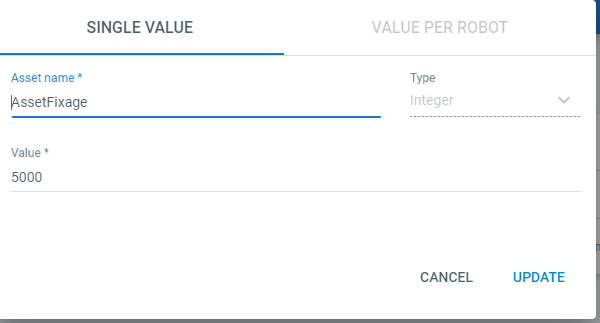 SINGLE VALUE
VALUE PER ROBOT
Asset name *
Type
AssetFixage
Integer
Value *
5000
CANCEL
UPDATE